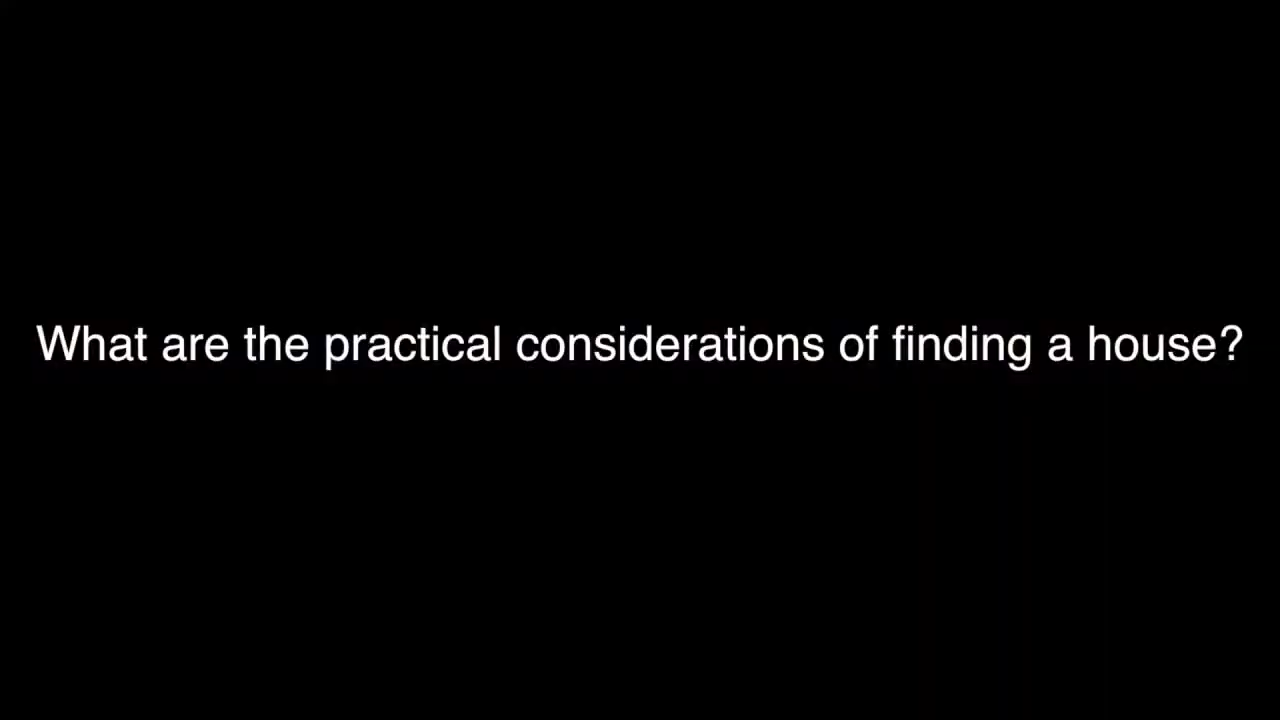 What are the practical considerations of finding a house?